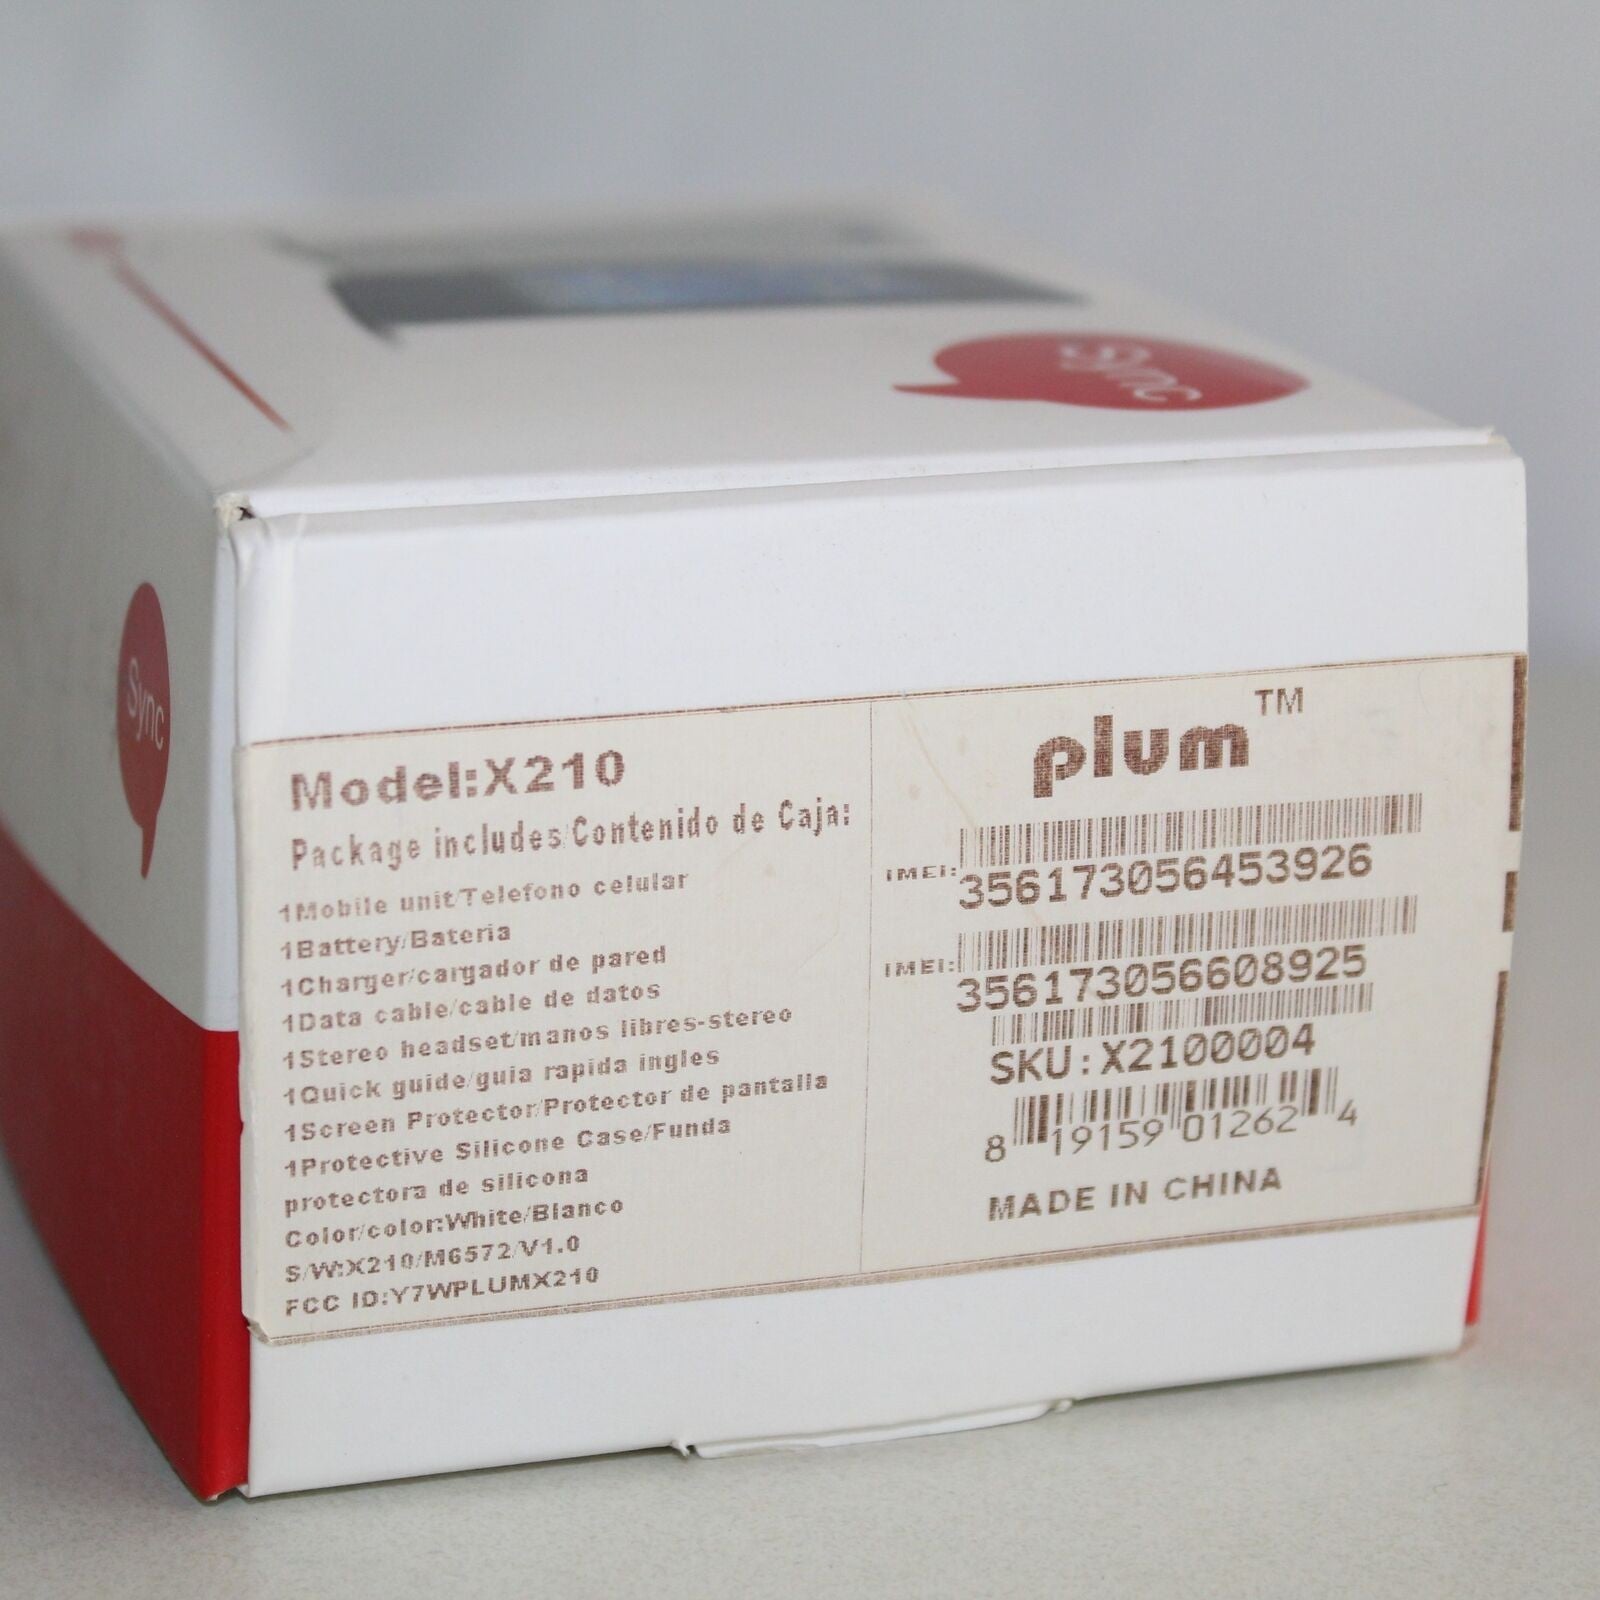 Sync
Sync
Model:X210
Package includes/Contenido de Caja:
1Mobile unit/Telefono celular
1Battery/Bateria
1Charger/cargador de pared
1Data cable/cable de datos
1Stereo headset/manos libres-stereo
1Quick guide/guia rapida ingles
1Screen Protector/Protector de pantalla
1Protective Silicone Case/Funda
protectora de silicona
Color/color:White/Blanco
S/W:X210/M6572/V1.0
FCC ID:Y7WPLUMX210
plum™
IMEI: 356173056453926
IMEI: 356173056608925
SKU:X2100004
8 19159 01262 4
MADE IN CHINA